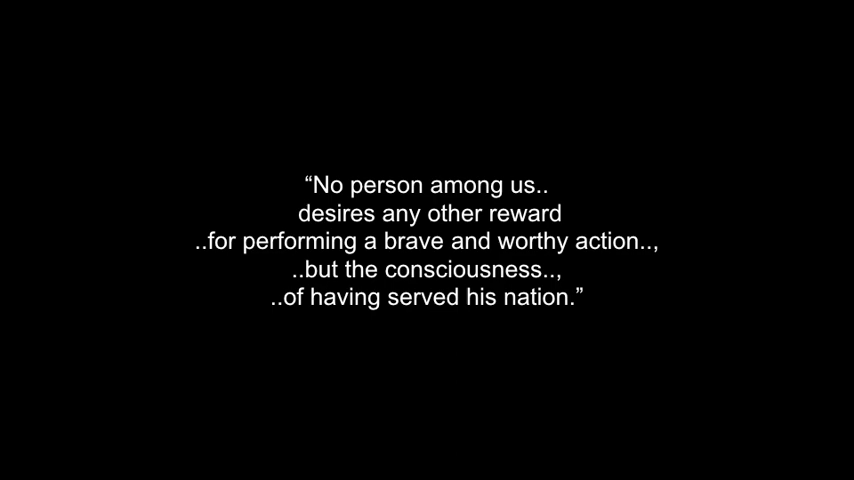 “No person among us..
desires any other reward
..for performing a brave and worthy action..,
..but the consciousness..,
..of having served his nation.”